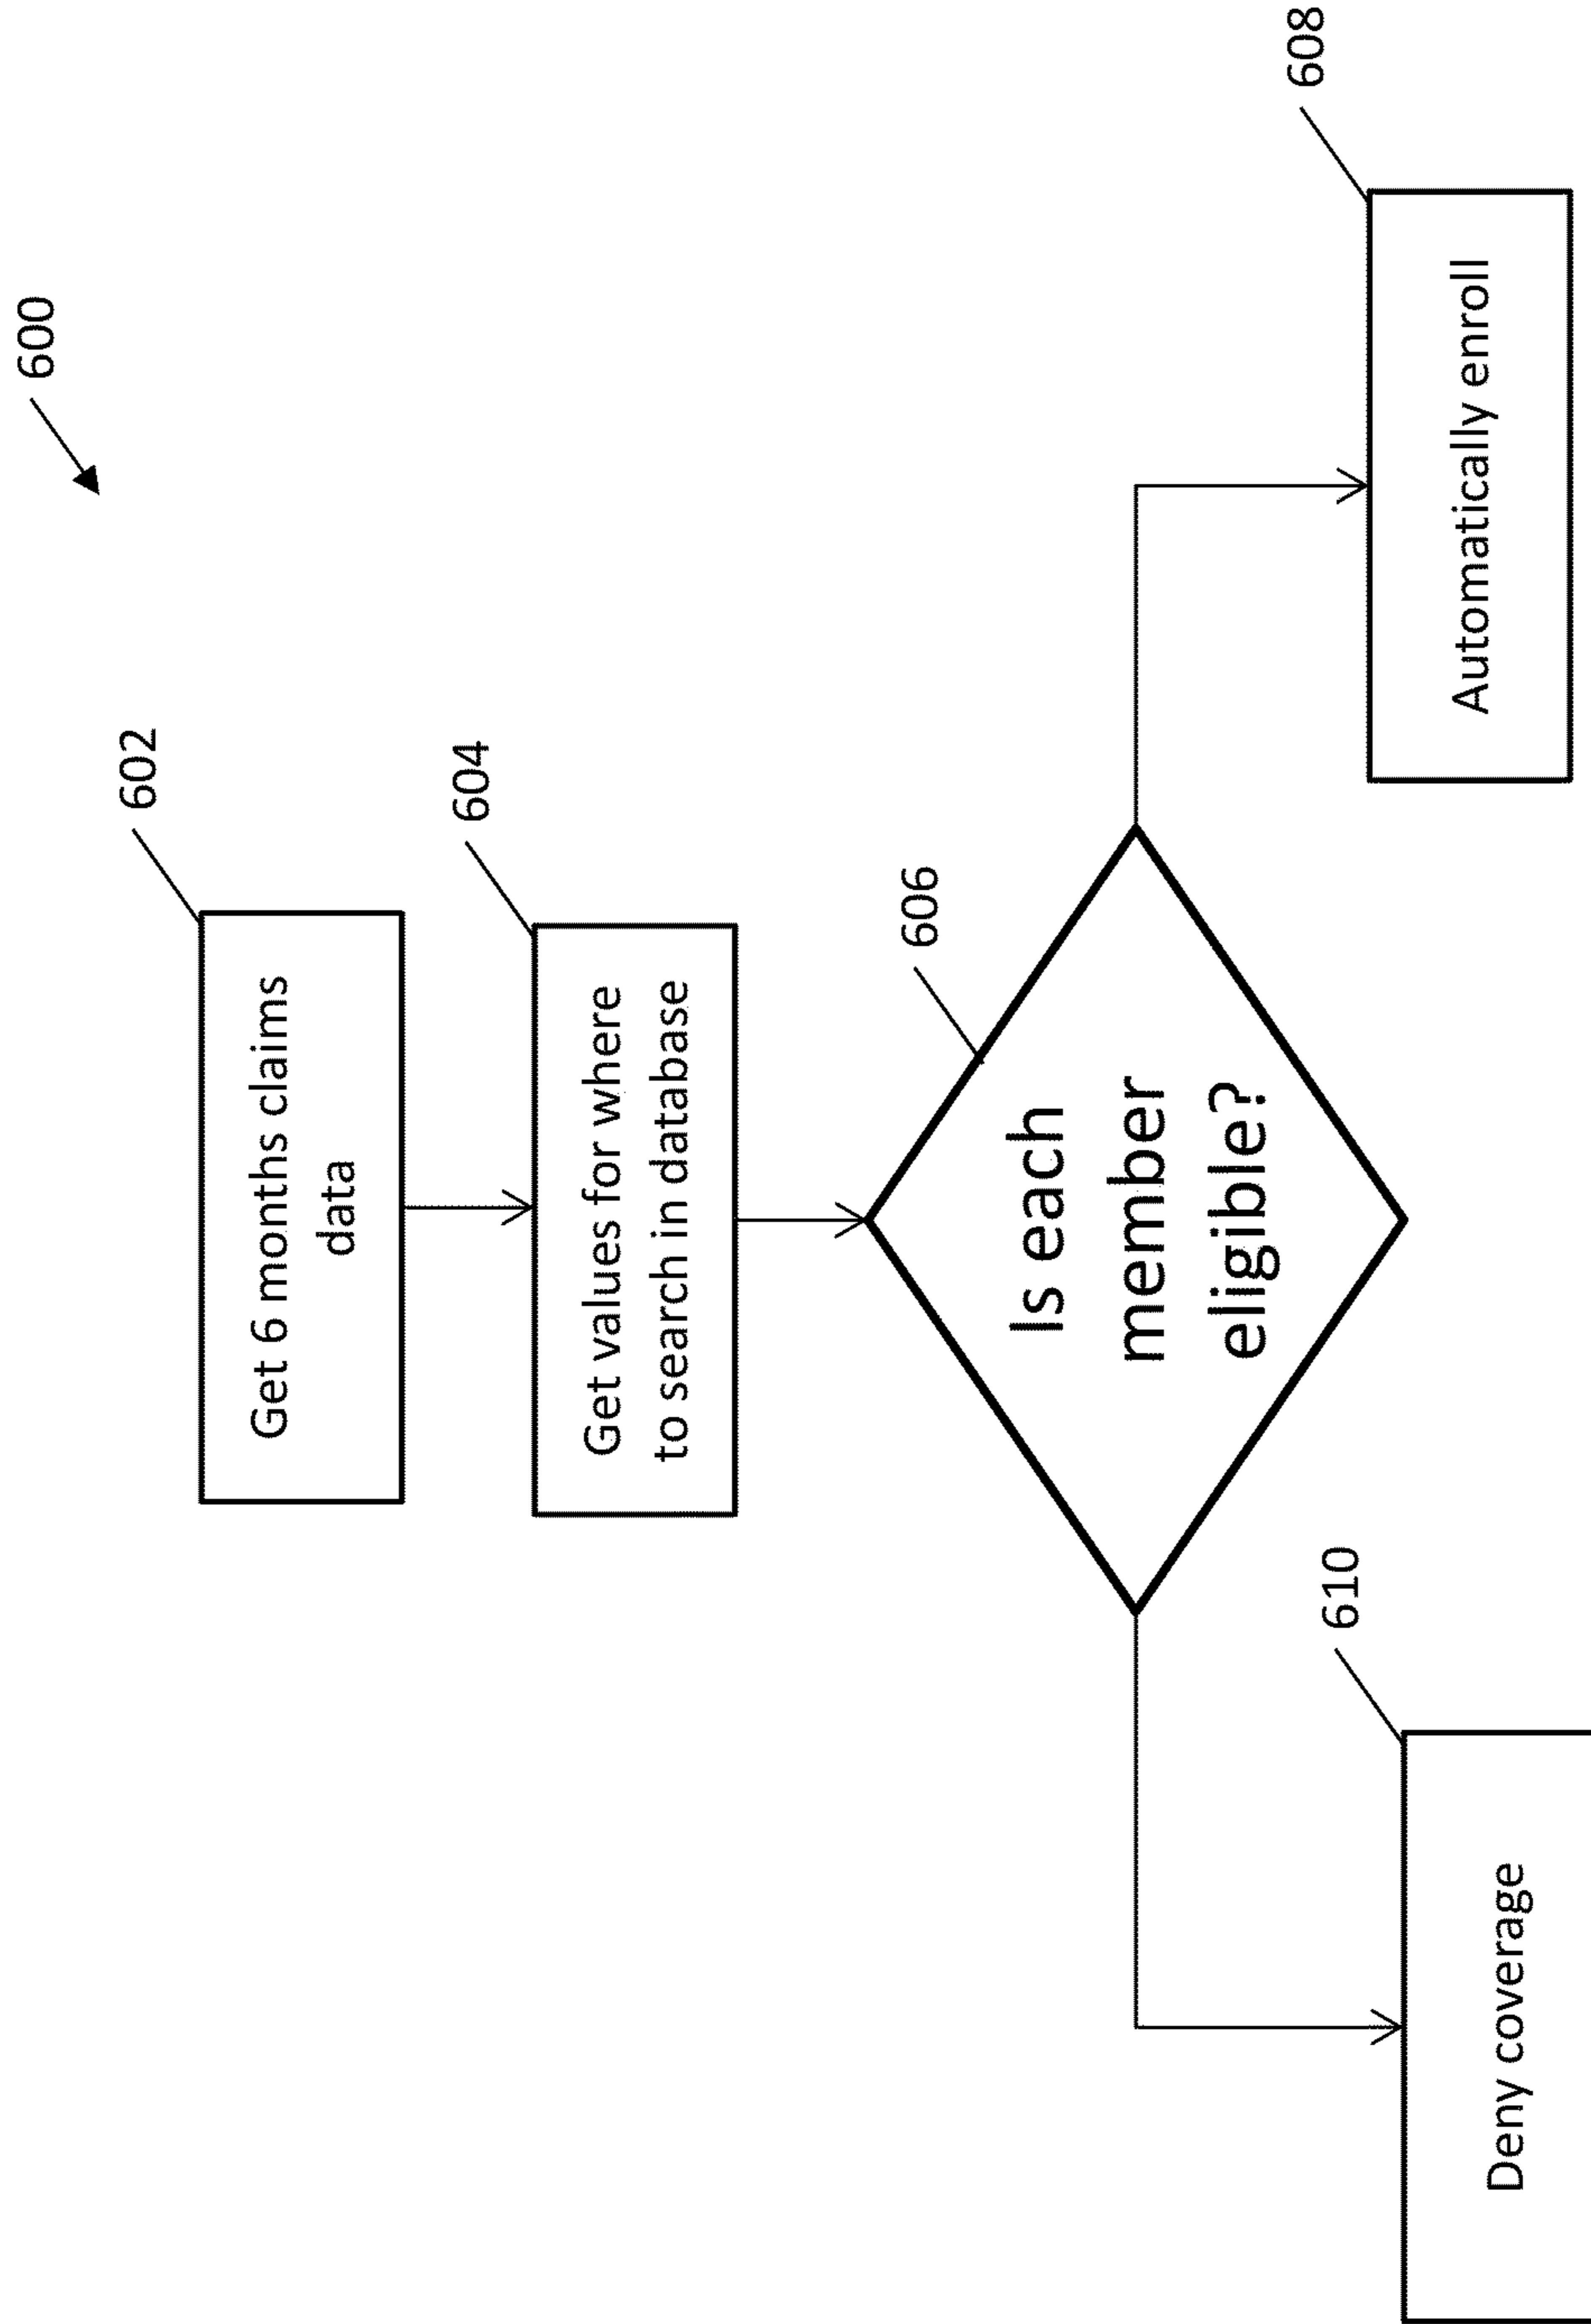 600
602
Get 6 months claims
data
604
Get values for where
to search in database
606
Is each
member
eligible?
608
Automatically enroll
610
Deny coverage